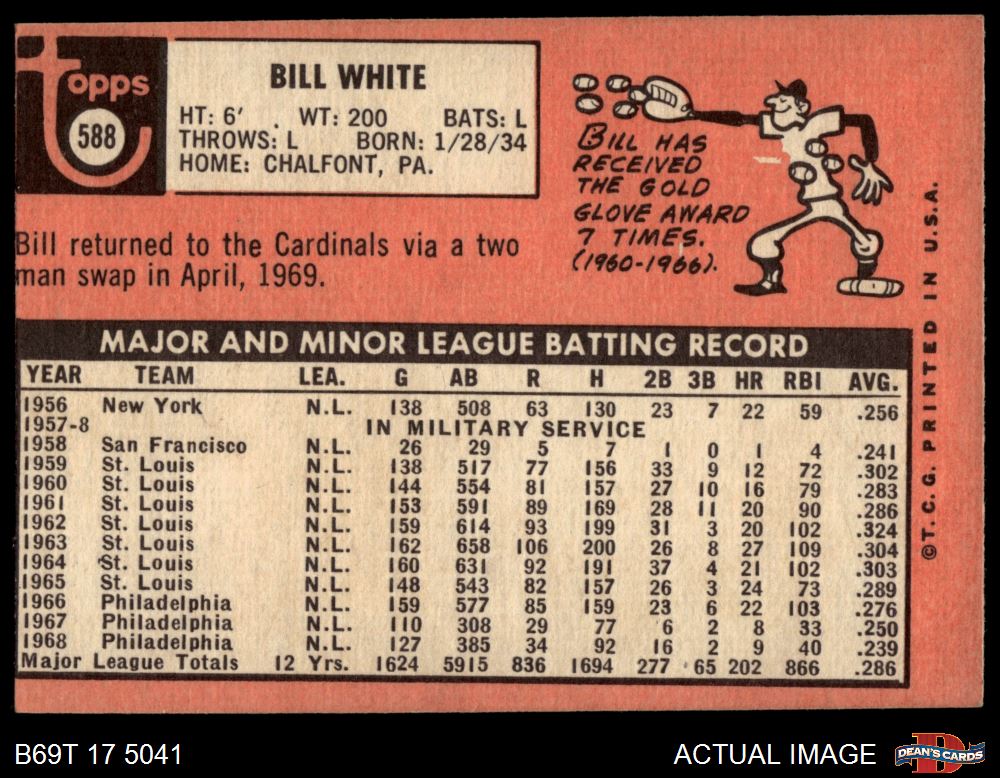 topps
588
BILL WHITE
HT: 6' . WT: 200 BATS: L
THROWS: L BORN: 1/28/34
HOME: CHALFONT, PA.
BILL HAS
RECEIVED
THE GOLD
GLOVE AWARD
7 TIMES.
(1960-1966).
Bill returned to the Cardinals via a two
man swap in April, 1969.
MAJOR AND MINOR LEAGUE BATTING RECORD
YEAR TEAM LEA. G AB R H 2B 3B HR RBI AVG.
1956 New York N.L. 138 508 63 130 23 7 22 59 .256
1957-8 IN MILITARY SERVICE
1958 San Francisco N.L. 26 29 5 7 1 0 1 4 .241
1959 St. Louis N.L. 138 517 77 156 33 9 12 72 .302
1960 St. Louis N.L. 144 554 81 157 27 10 16 79 .283
1961 St. Louis N.L. 153 591 89 169 28 11 20 90 .286
1962 St. Louis N.L. 159 614 93 199 31 3 20 102 .324
1963 St. Louis N.L. 162 658 106 200 26 8 27 109 .304
1964 St. Louis N.L. 160 631 92 191 37 4 21 102 .303
1965 St. Louis N.L. 148 543 82 157 26 3 24 73 .289
1966 Philadelphia N.L. 159 577 85 159 23 6 22 103 .276
1967 Philadelphia N.L. 110 308 29 77 6 2 8 33 .250
1968 Philadelphia N.L. 127 385 34 92 16 2 9 40 .239
Major League Totals 12 Yrs. 1624 5915 836 1694 277 65 202 866 .286
©T. C. G. PRINTED IN U.S.A.
B69T 17 5041
ACTUAL IMAGE
DEAN'S CARDS